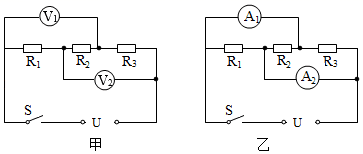 V₁ A₁
R₁ R₂ R₃ R₁ R₂ R₃
V₂ A₂
S U S U
甲 乙